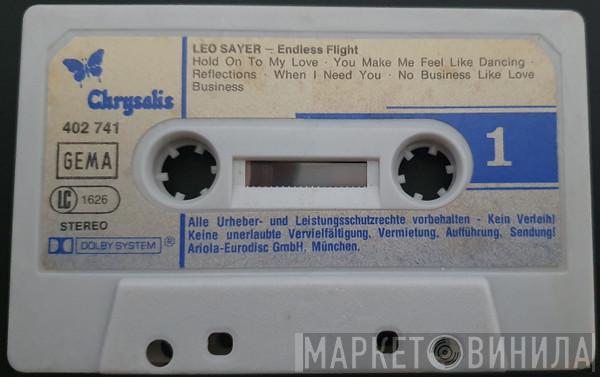 LEO SAYER – Endless Flight
Hold On To My Love · You Make Me Feel Like Dancing ·
Reflections · When I Need You · No Business Like Love
Business
Chrysalis
402 741
GEMA
LC 1626
STEREO
DOLBY SYSTEM ®
1
Alle Urheber- und Leistungsschutzrechte vorbehalten - Kein Verleih!
Keine unerlaubte Vervielfältigung, Vermietung, Aufführung, Sendung!
Ariola-Eurodisc GmbH, München.
МАРКЕТ ВИНИЛА